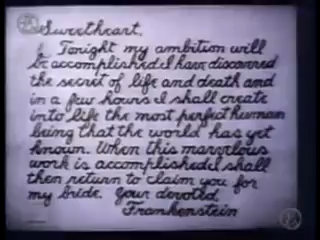 Sweetheart,
Tonight my ambition will
be accomplished. I have discovered
the secret of life and death and
in a few hours I shall create
into life the most perfect human
being that the world has yet
known. When this marvelous
work is accomplished I shall
then return to claim you for
my bride. Your devoted
Frankenstein